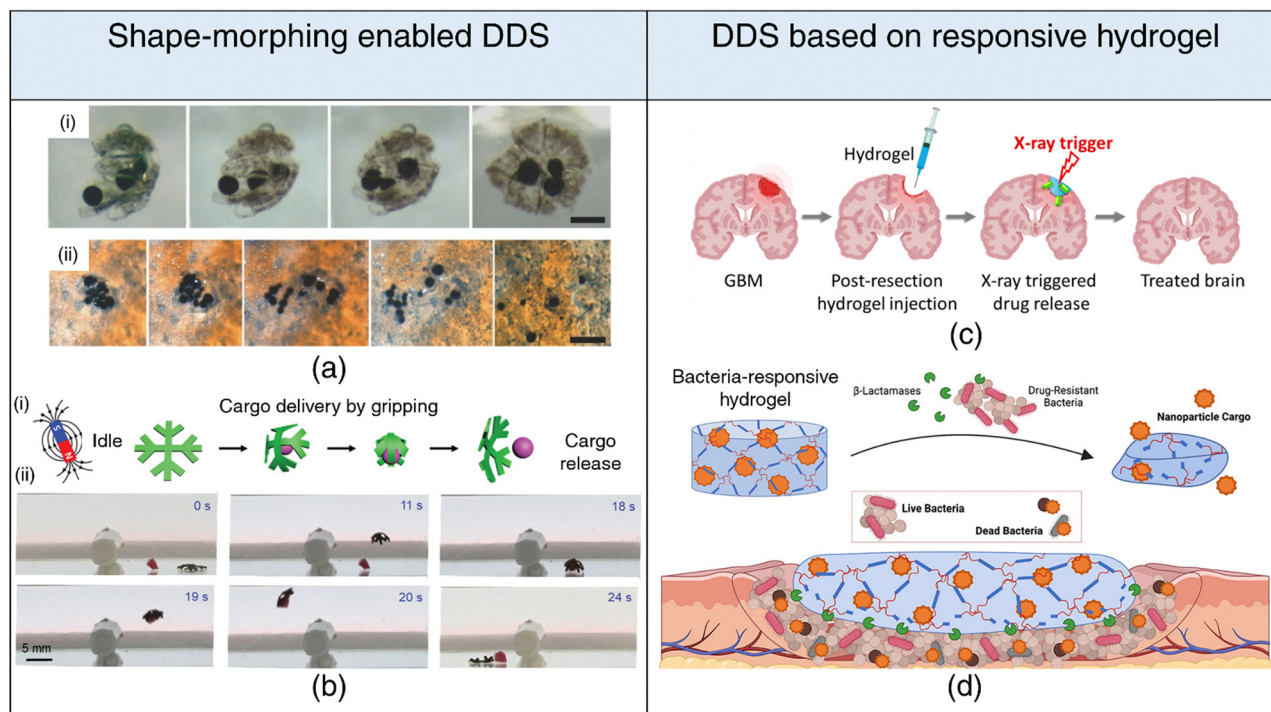 Shape-morphing enabled DDS
DDS based on responsive hydrogel
(i)
(ii)
(a)
(i)
S
N
Idle
Cargo delivery by gripping
Cargo
release
(ii)
0 s
11 s
18 s
19 s
20 s
24 s
5 mm
(b)
Hydrogel
X-ray trigger
GBM
Post-resection
hydrogel injection
X-ray triggered
drug release
Treated brain
(c)
Bacteria-responsive
hydrogel
β-Lactamases
Drug-Resistant
Bacteria
Nanoparticle Cargo
Live Bacteria
Dead Bacteria
(d)